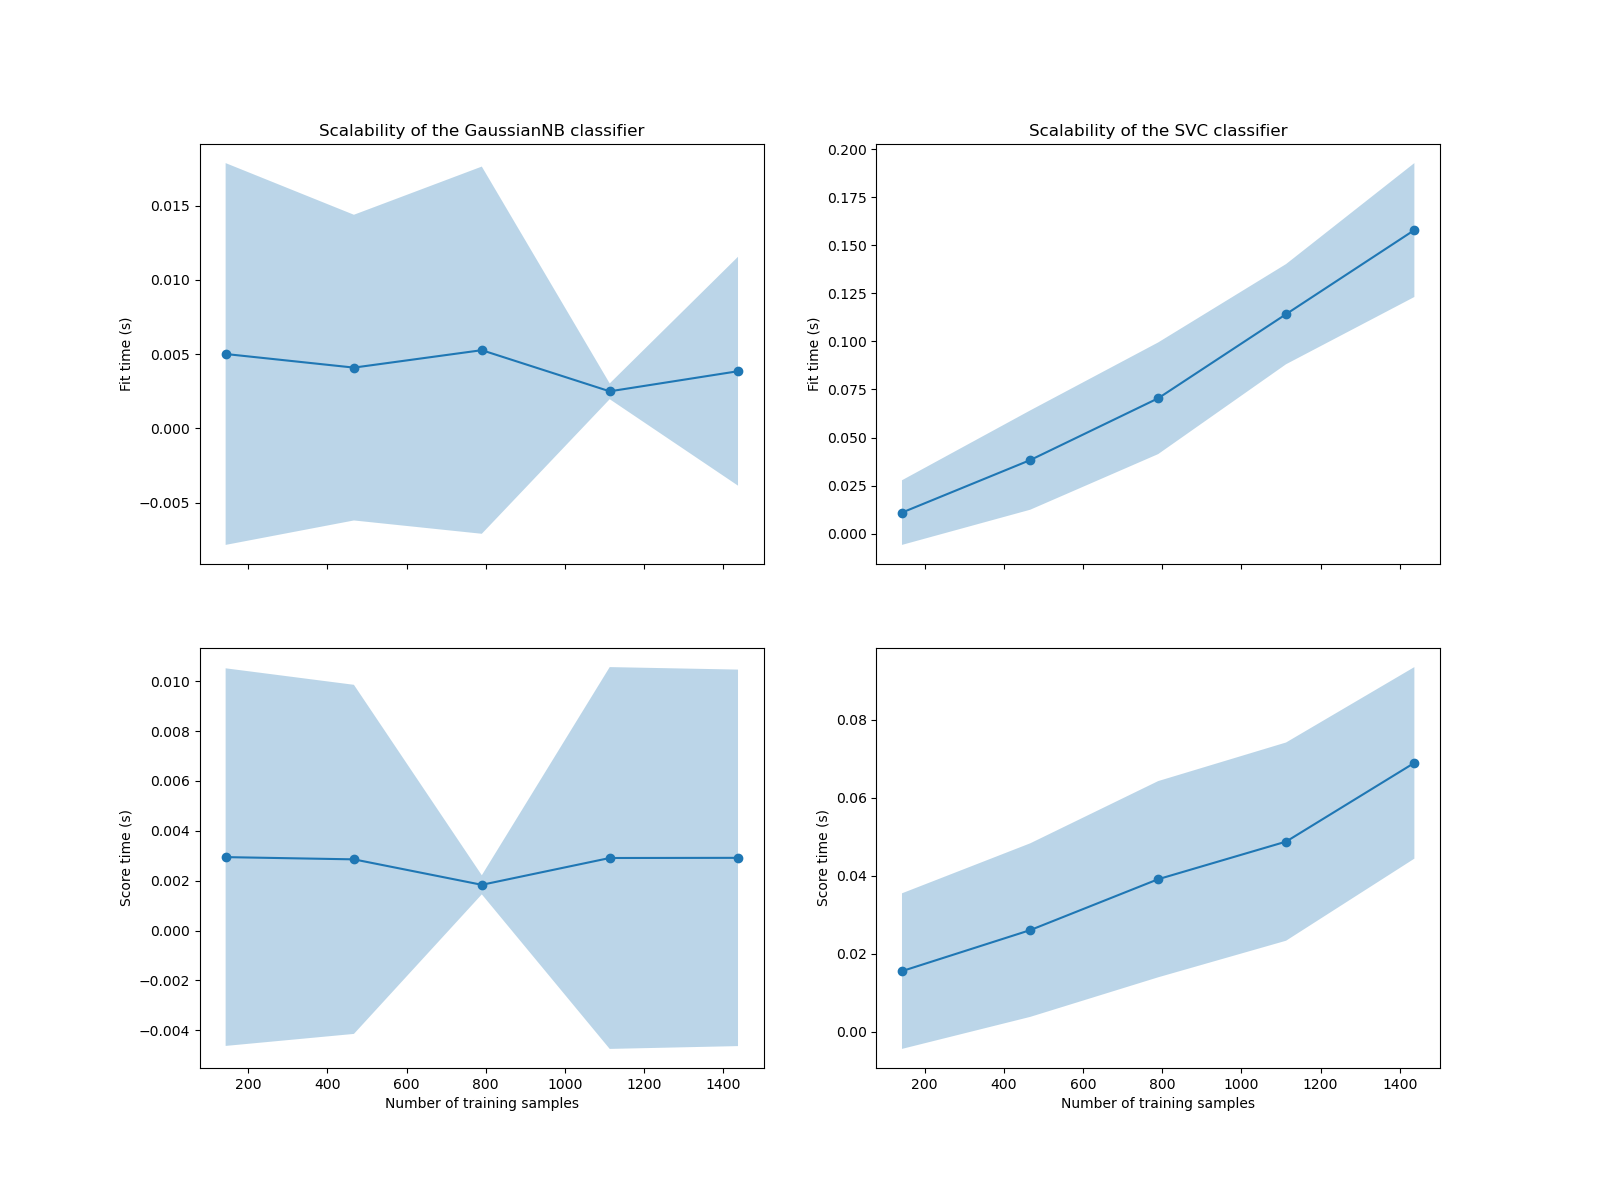 Scalability of the GaussianNB classifier
Fit time (s)
0.015
0.010
0.005
0.000
−0.005
Scalability of the SVC classifier
Fit time (s)
0.200
0.175
0.150
0.125
0.100
0.075
0.050
0.025
0.000
Score time (s)
0.010
0.008
0.006
0.004
0.002
0.000
−0.002
−0.004
200 400 600 800 1000 1200 1400
Number of training samples
Score time (s)
0.08
0.06
0.04
0.02
0.00
200 400 600 800 1000 1200 1400
Number of training samples